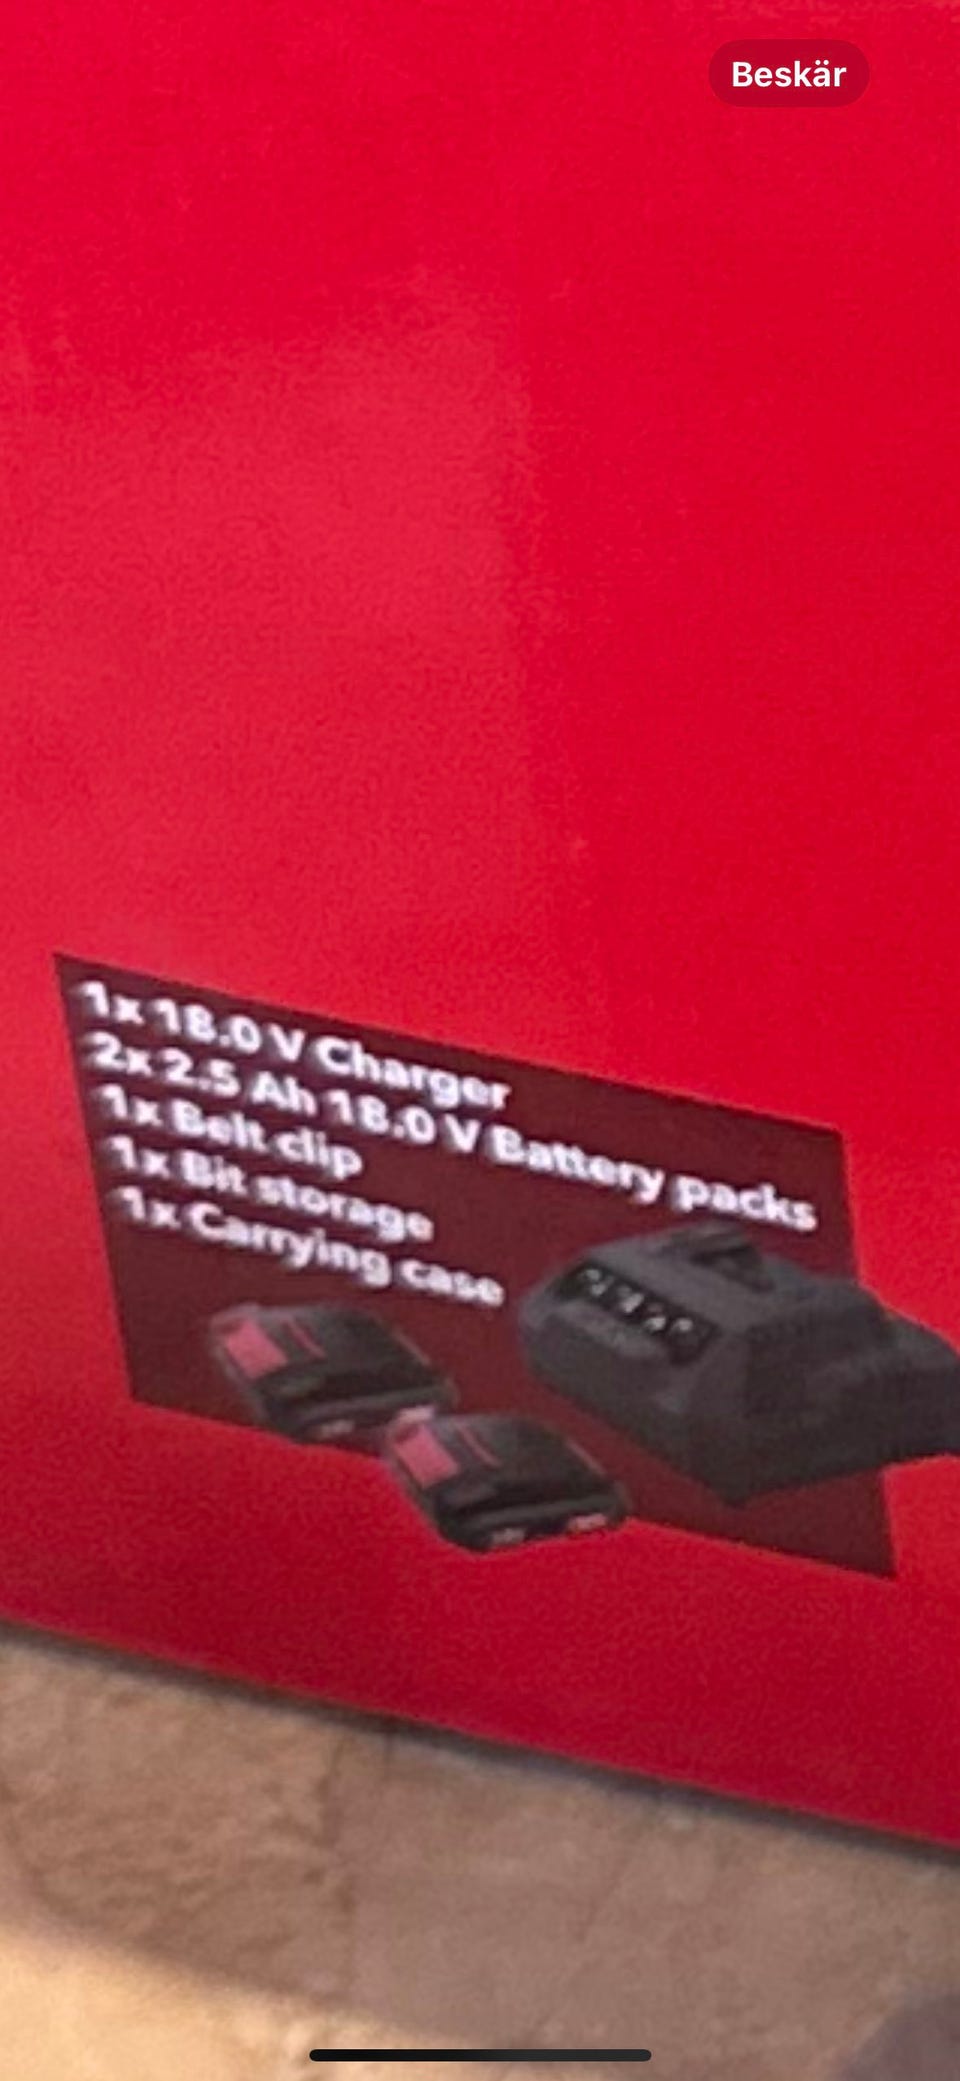 Beskär
1x 18.0 V Charger
2x 2.5 Ah 18.0 V Battery packs
1x Belt clip
1x Bit storage
1x Carrying case